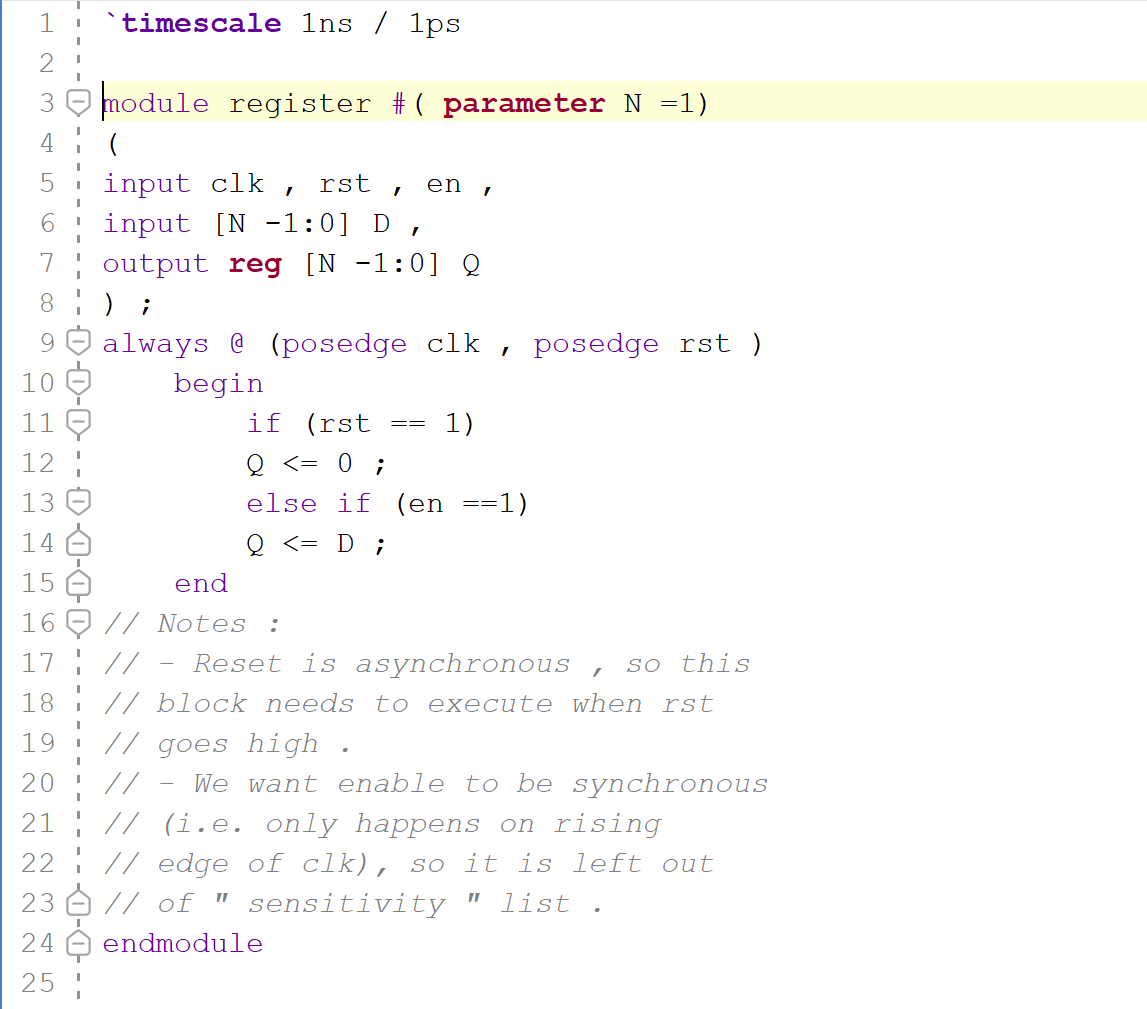 1 `timescale 1ns / 1ps
2
3 module register #( parameter N =1)
4 (
5 input clk , rst , en ,
6 input [N -1:0] D ,
7 output reg [N -1:0] Q
8 ) ;
9 always @ (posedge clk , posedge rst )
10 begin
11 if (rst == 1)
12 Q <= 0 ;
13 else if (en ==1)
14 Q <= D ;
15 end
16 // Notes :
17 // - Reset is asynchronous , so this
18 // block needs to execute when rst
19 // goes high .
20 // - We want enable to be synchronous
21 // (i.e. only happens on rising
22 // edge of clk), so it is left out
23 // of " sensitivity " list .
24 endmodule
25